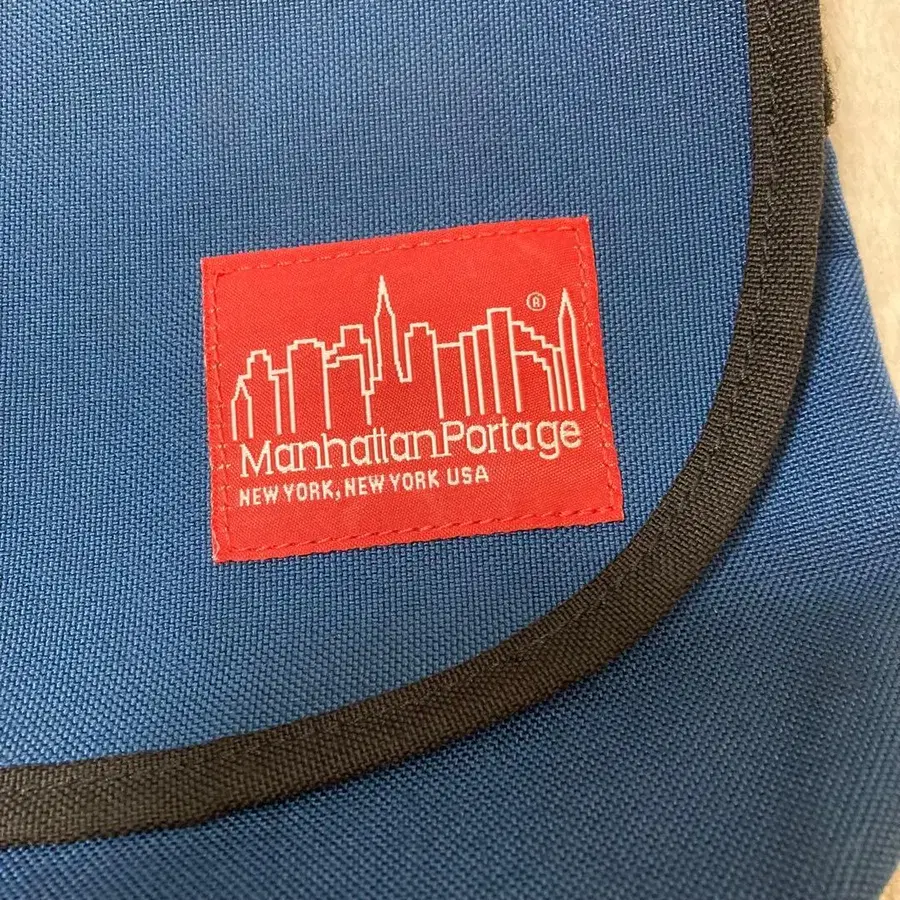 ®
ManhattanPortage
NEW YORK, NEW YORK USA